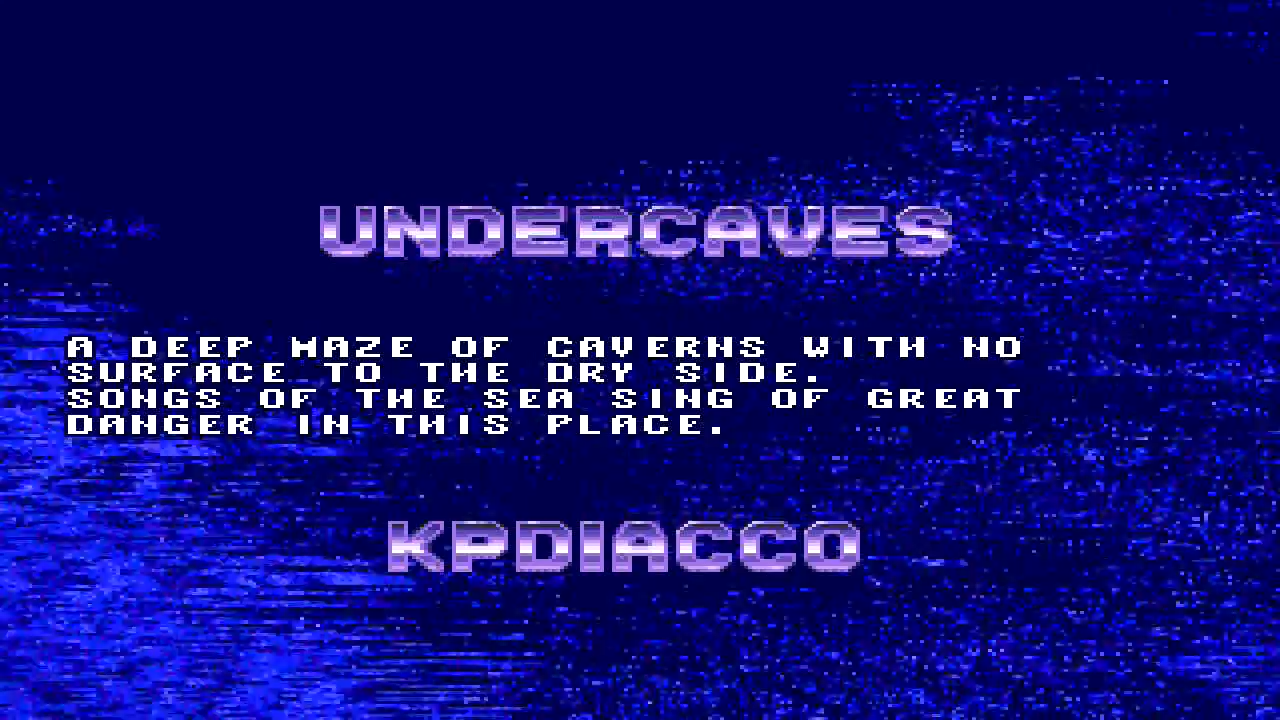 UNDERCAVES
A DEEP MAZE OF CAVERNS WITH NO
SURFACE TO THE DRY SIDE.
SONGS OF THE SEA SING OF GREAT
DANGER IN THIS PLACE.
KPDIACCO